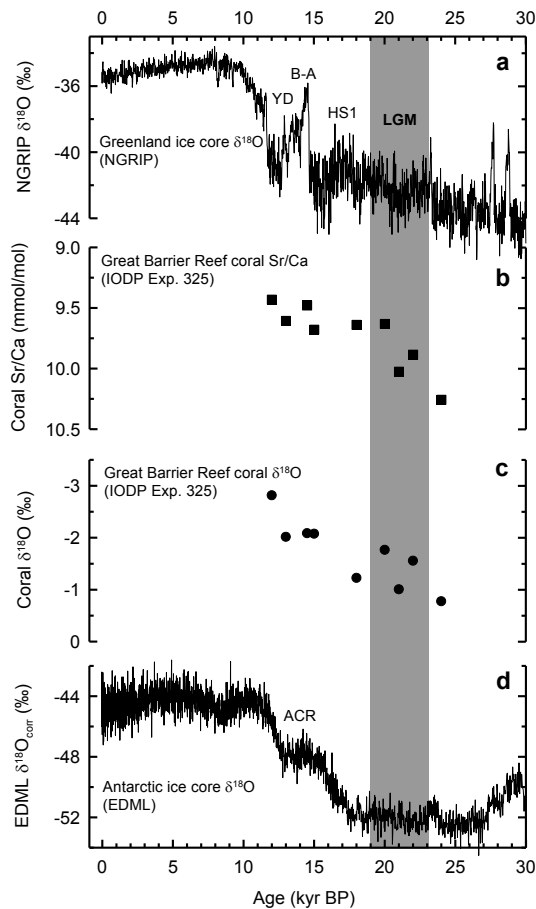 0 5 10 15 20 25 30
a
-36
-40
-44
NGRIP δ¹⁸O (‰)
B-A
YD
HS1
LGM
Greenland ice core δ¹⁸O
(NGRIP)
9.0
9.5
10.0
10.5
Coral Sr/Ca (mmol/mol)
Great Barrier Reef coral Sr/Ca
(IODP Exp. 325)
b
-3
-2
-1
0
Coral δ¹⁸O (‰)
Great Barrier Reef coral δ¹⁸O
(IODP Exp. 325)
c
-44
-48
-52
EDML δ¹⁸O_corr (‰)
d
ACR
Antarctic ice core δ¹⁸O
(EDML)
0 5 10 15 20 25 30
Age (kyr BP)